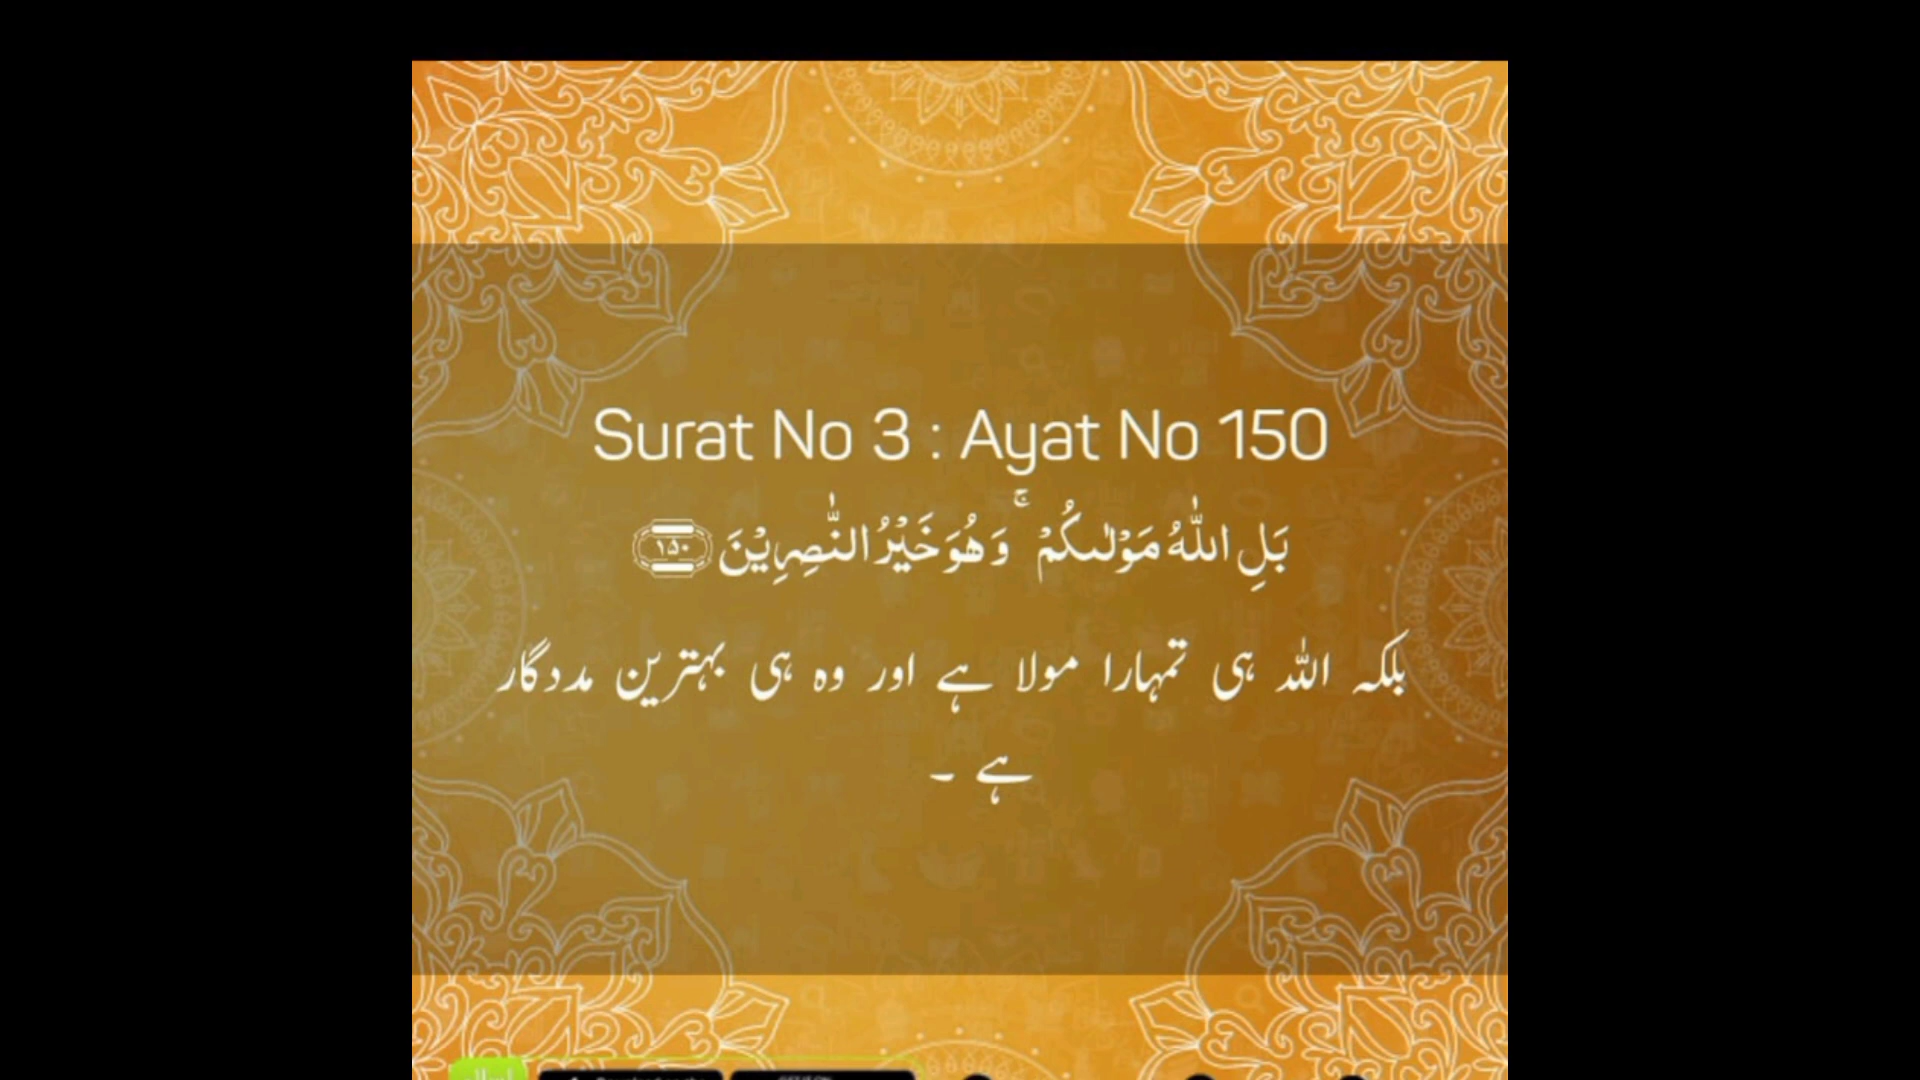 Surat No 3 : Ayat No 150
بَلِ اللّٰهُ مَوْلٰىكُمْ ۚ وَهُوَ خَيْرُ النّٰصِرِيْنَ ﴿۱۵۰﴾
بلکہ اللہ ہی تمہارا مولا ہے اور وہ ہی بہترین مددگار
ہے ۔